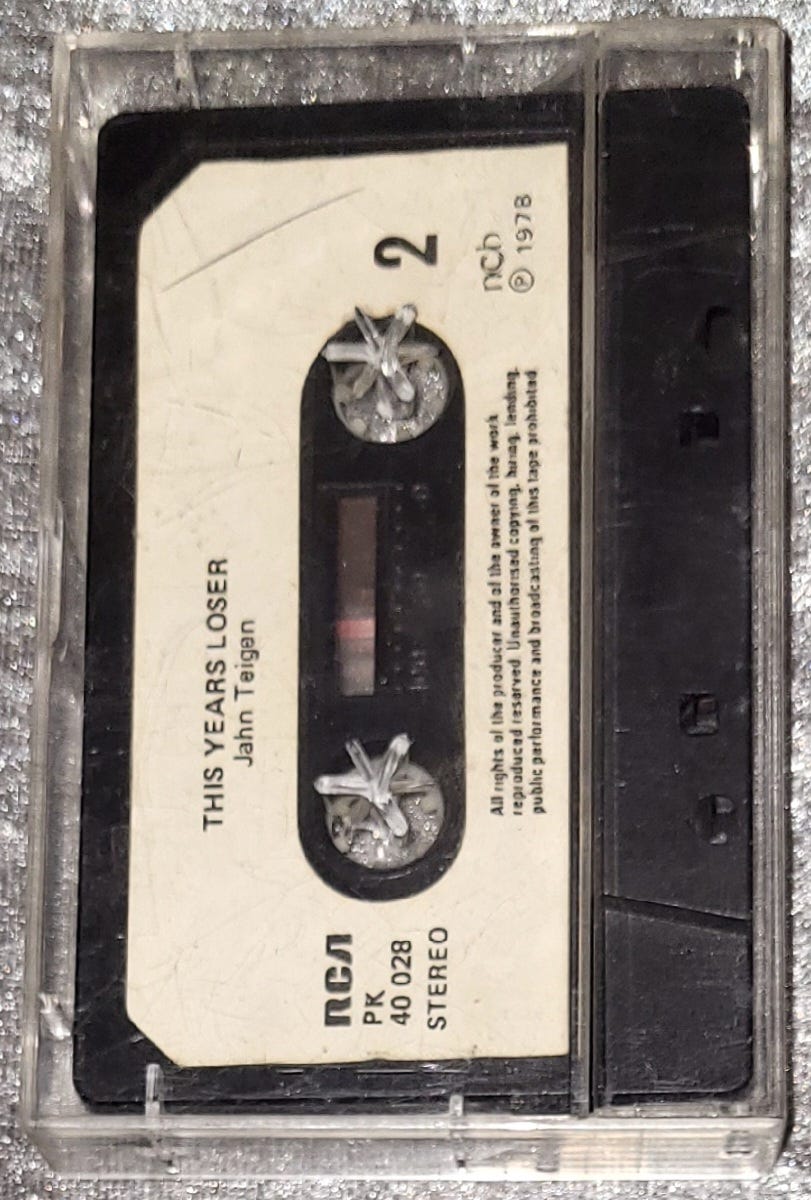 THIS YEARS LOSER
Jahn Teigen
RCA
PK
40 028
STEREO
2
ncb
℗ 1978
All rights of the producer and of the owner of the work
reproduced reserved. Unauthorised copying, hiring, lending,
public performance and broadcasting of this tape prohibited